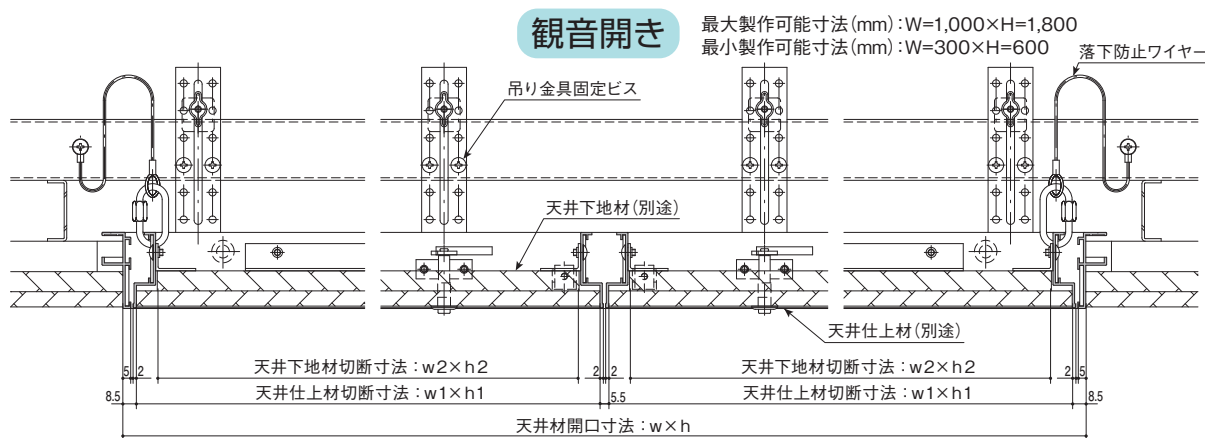 観音開き
最大製作可能寸法(mm):W=1,000×H=1,800
最小製作可能寸法(mm):W=300×H=600
落下防止ワイヤー
吊り金具固定ビス
天井下地材(別途)
天井仕上材(別途)
天井下地材切断寸法:w2×h2
天井下地材切断寸法:w2×h2
5 2 2 2 2 5
天井仕上材切断寸法:w1×h1
天井仕上材切断寸法:w1×h1
8.5 5.5 8.5
天井材開口寸法:w×h